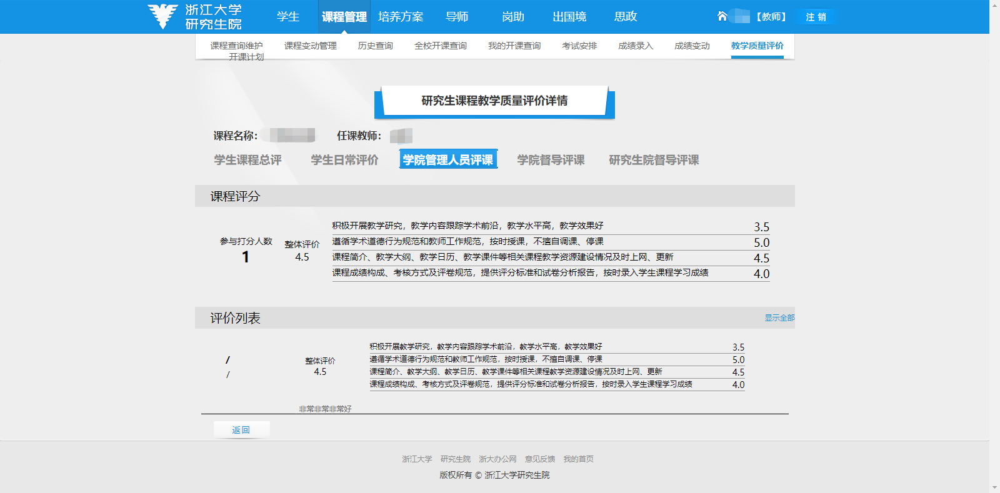 浙江大学
研究生院
学生 课程管理 培养方案 导师 岗助 出国境 思政 【教师】 注 销
课程查询维护 课程变动管理 历史查询 全校开课查询 我的开课查询 考试安排 成绩录入 成绩变动 教学质量评价
开课计划
研究生课程教学质量评价详情
课程名称： 任课教师：
学生课程总评 学生日常评价 学院管理人员评课 学院督导评课 研究生院督导评课
课程评分
参与打分人数
1
整体评价
4.5
积极开展教学研究，教学内容跟踪学术前沿，教学水平高，教学效果好 3.5
遵循学术道德行为规范和教师工作规范，按时授课，不擅自调课、停课 5.0
课程简介、教学大纲、教学日历、教学课件等相关课程教学资源建设情况及时上网、更新 4.5
课程成绩构成、考核方式及评卷规范，提供评分标准和试卷分析报告，按时录入学生课程学习成绩 4.0
评价列表 显示全部
/
/
整体评价
4.5
积极开展教学研究，教学内容跟踪学术前沿，教学水平高，教学效果好 3.5
遵循学术道德行为规范和教师工作规范，按时授课，不擅自调课、停课 5.0
课程简介、教学大纲、教学日历、教学课件等相关课程教学资源建设情况及时上网、更新 4.5
课程成绩构成、考核方式及评卷规范，提供评分标准和试卷分析报告，按时录入学生课程学习成绩 4.0
非常非常非常好
返回
浙江大学 研究生院 浙大办公网 意见反馈 我的首页
版权所有 © 浙江大学研究生院